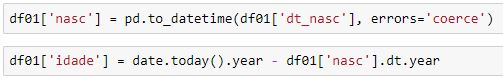 df01['nasc'] = pd.to_datetime(df01['dt_nasc'], errors='coerce')
df01['idade'] = date.today().year - df01['nasc'].dt.year